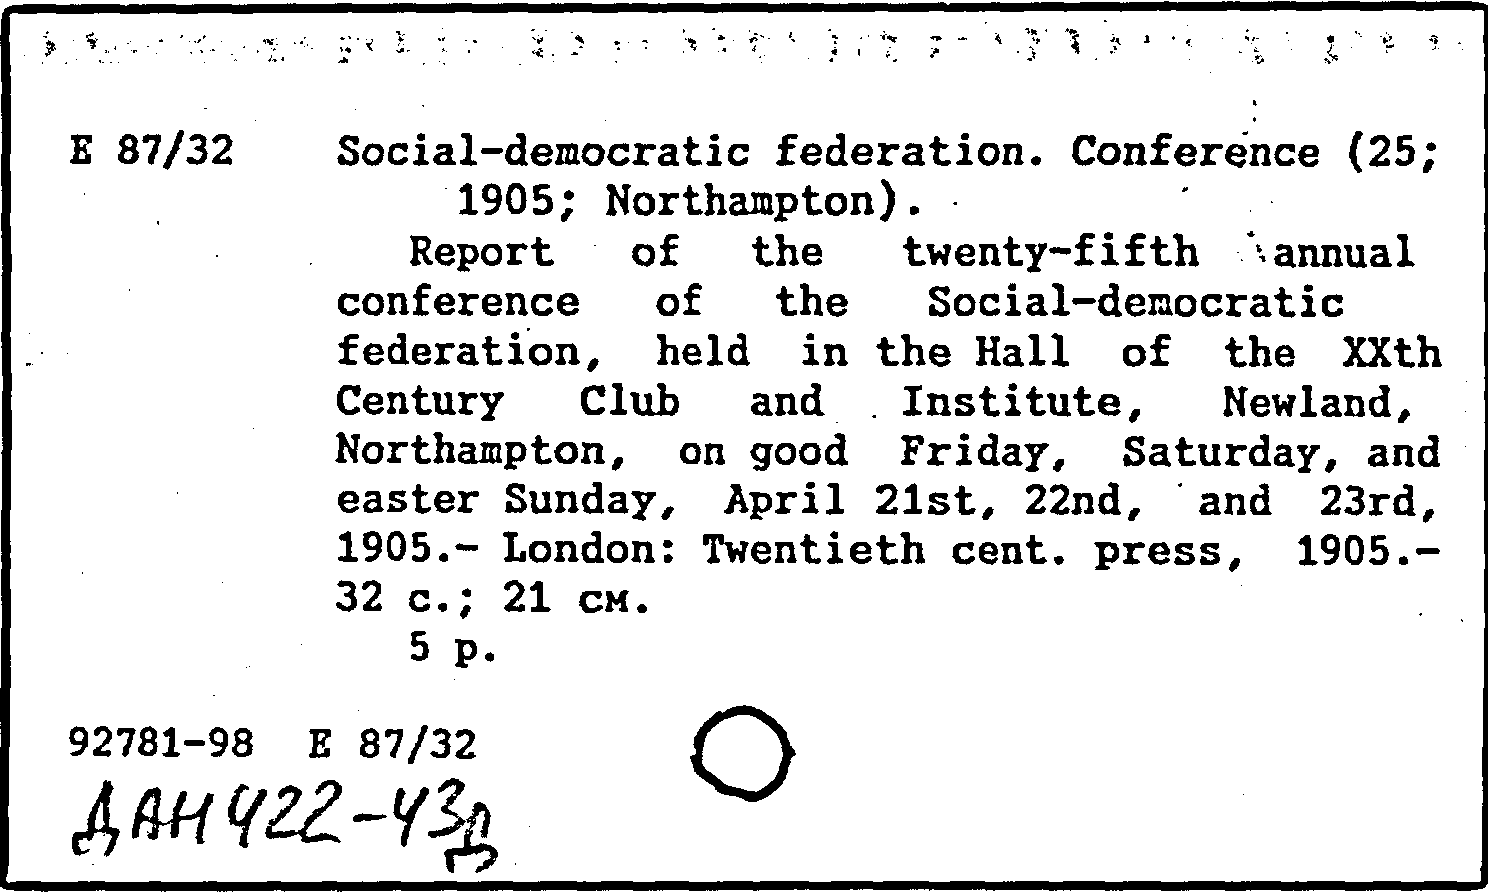 E 87/32 Social-democratic federation. Conference (25;
1905; Northampton).
Report of the twenty-fifth annual
conference of the Social-democratic
federation, held in the Hall of the XXth
Century Club and Institute, Newland,
Northampton, on good Friday, Saturday, and
easter Sunday, April 21st, 22nd, and 23rd,
1905.- London: Twentieth cent. press, 1905.-
32 с.; 21 см.
5 р.
92781-98 E 87/32
ДАН 422-43д